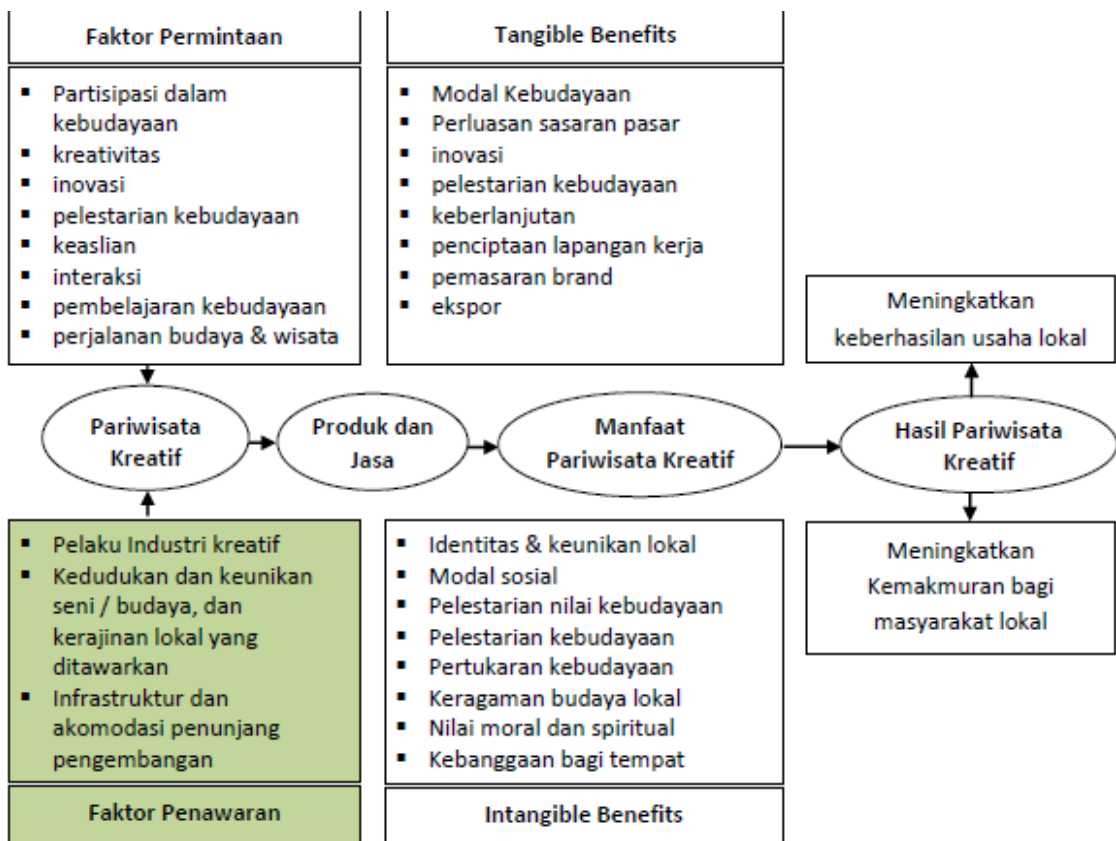 Faktor Permintaan
▪ Partisipasi dalam
kebudayaan
▪ kreativitas
▪ inovasi
▪ pelestarian kebudayaan
▪ keaslian
▪ interaksi
▪ pembelajaran kebudayaan
▪ perjalanan budaya & wisata
Tangible Benefits
▪ Modal Kebudayaan
▪ Perluasan sasaran pasar
▪ inovasi
▪ pelestarian kebudayaan
▪ keberlanjutan
▪ penciptaan lapangan kerja
▪ pemasaran brand
▪ ekspor
Meningkatkan
keberhasilan usaha lokal
Pariwisata
Kreatif
Produk dan
Jasa
Manfaat
Pariwisata Kreatif
Hasil Pariwisata
Kreatif
▪ Pelaku Industri kreatif
▪ Kedudukan dan keunikan
seni / budaya, dan
kerajinan lokal yang
ditawarkan
▪ Infrastruktur dan
akomodasi penunjang
pengembangan
Faktor Penawaran
▪ Identitas & keunikan lokal
▪ Modal sosial
▪ Pelestarian nilai kebudayaan
▪ Pelestarian kebudayaan
▪ Pertukaran kebudayaan
▪ Keragaman budaya lokal
▪ Nilai moral dan spiritual
▪ Kebanggaan bagi tempat
Intangible Benefits
Meningkatkan
Kemakmuran bagi
masyarakat lokal